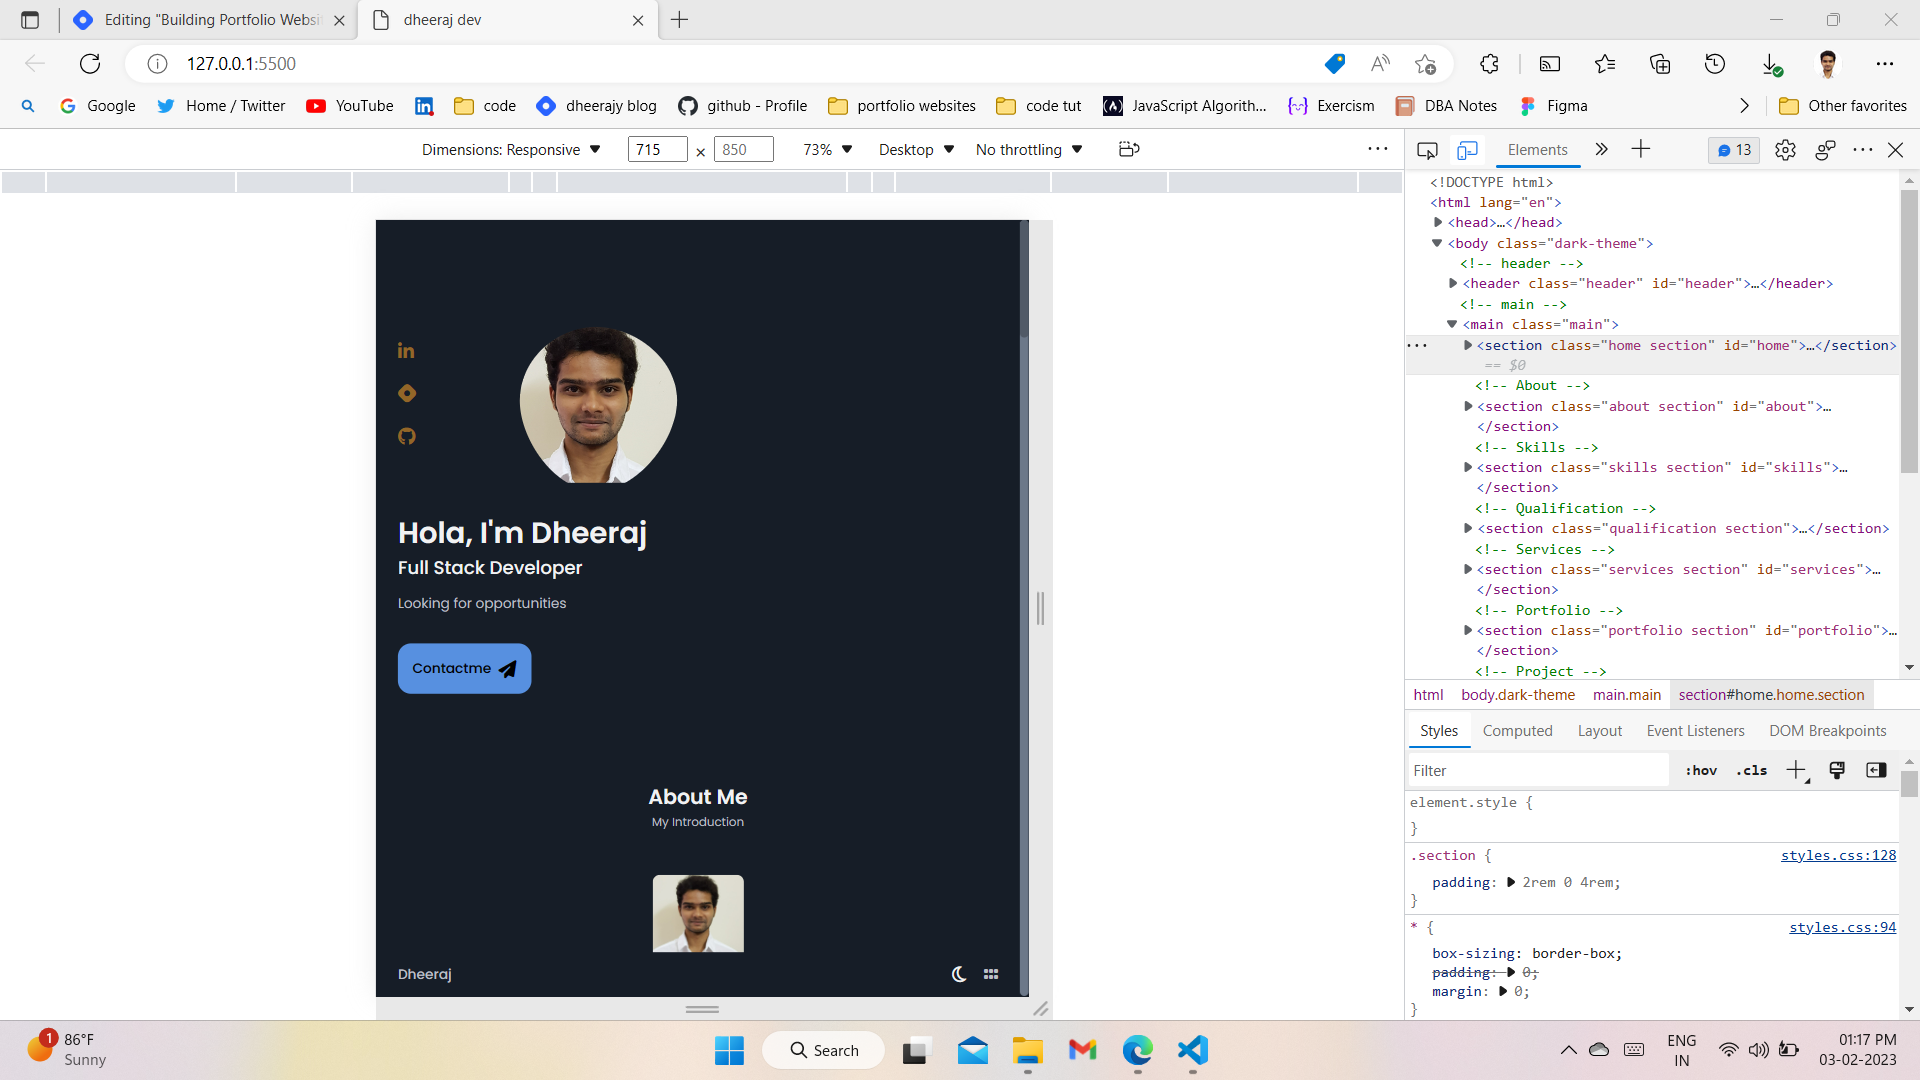 Editing "Building Portfolio Websi
dheeraj dev
127.0.0.1:5500
Google
Home / Twitter
YouTube
code
dheerajy blog
github - Profile
portfolio websites
code tut
JavaScript Algorith...
Exercism
DBA Notes
Figma
Other favorites
Dimensions: Responsive
715 × 850
73%
Desktop
No throttling
Elements
13
<!DOCTYPE html>
<html lang="en">
<head>…</head>
<body class="dark-theme">
<!-- header -->
<header class="header" id="header">…</header>
<!-- main -->
<main class="main">
<section class="home section" id="home">…</section>
== $0
<!-- About -->
<section class="about section" id="about">…
</section>
<!-- Skills -->
<section class="skills section" id="skills">…
</section>
<!-- Qualification -->
<section class="qualification section">…</section>
<!-- Services -->
<section class="services section" id="services">…
</section>
<!-- Portfolio -->
<section class="portfolio section" id="portfolio">…
</section>
<!-- Project -->
html body.dark-theme main.main section#home.home.section
Styles Computed Layout Event Listeners DOM Breakpoints
Filter
:hov .cls
element.style {
}
.section {
styles.css:128
padding: 2rem 0 4rem;
}
* {
styles.css:94
box-sizing: border-box;
padding: 0;
margin: 0;
}
Hola, I'm Dheeraj
Full Stack Developer
Looking for opportunities
Contactme
About Me
My Introduction
Dheeraj
1
86°F
Sunny
Search
ENG
IN
01:17 PM
03-02-2023